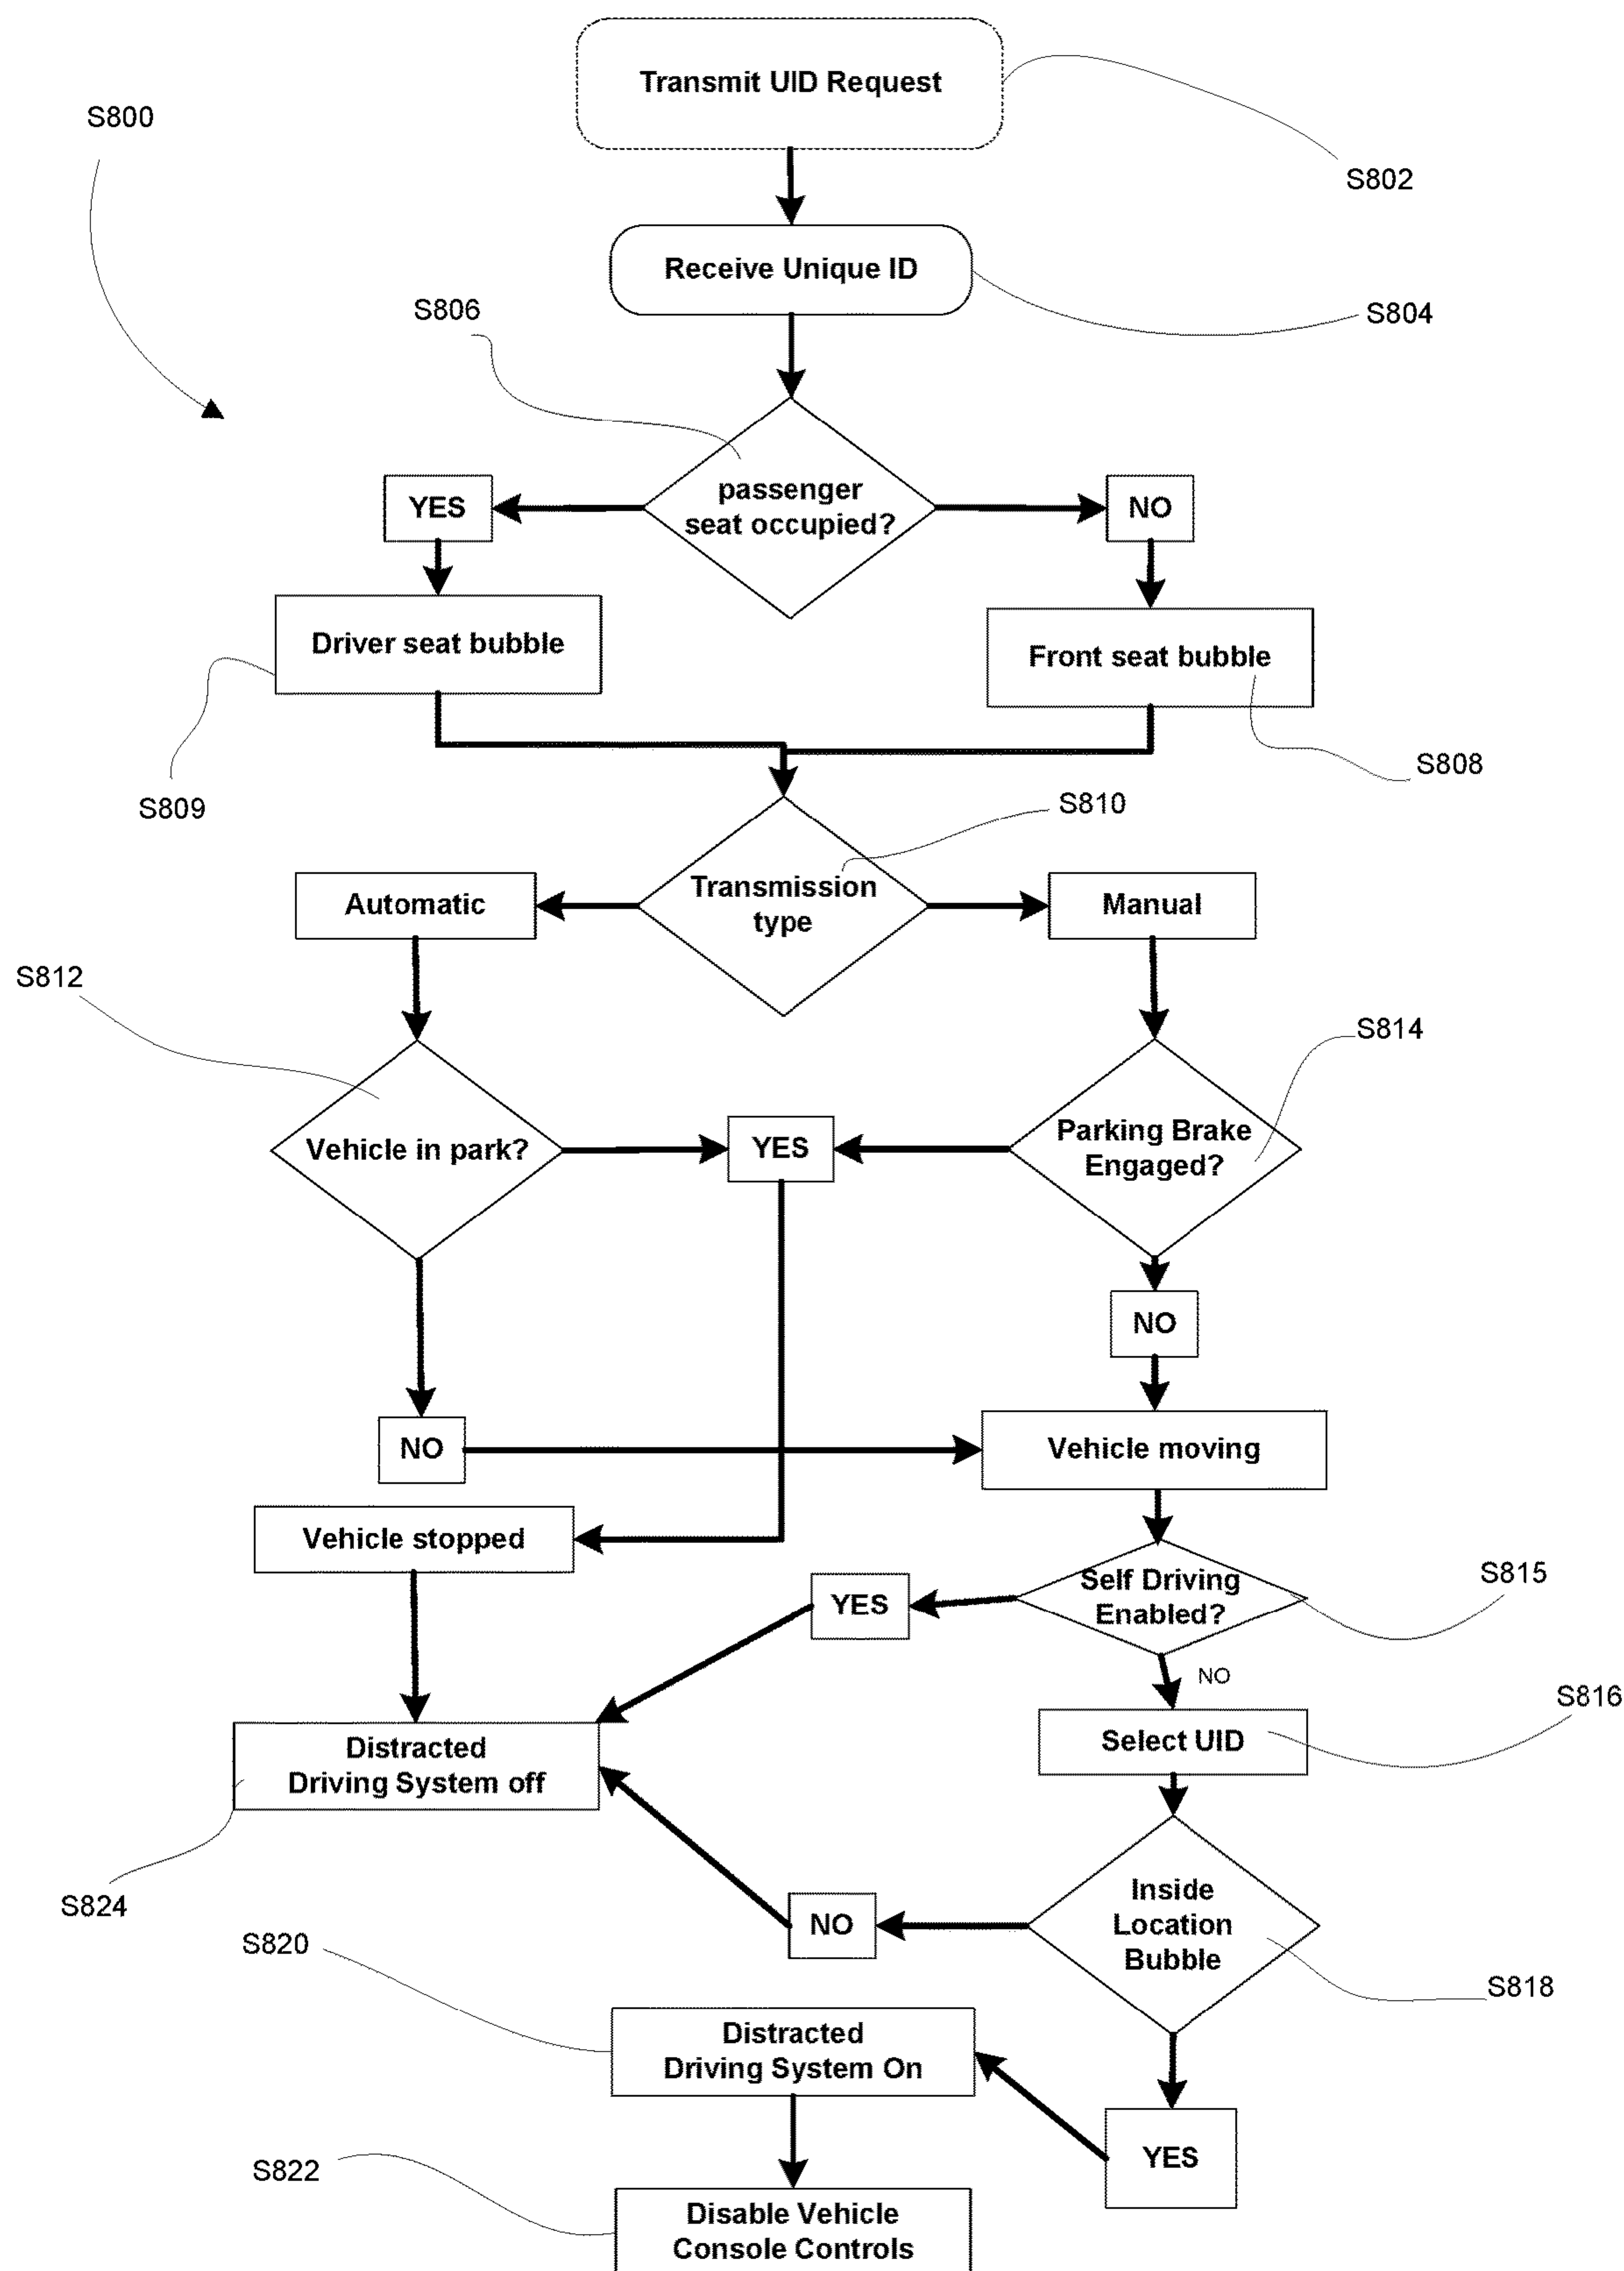 Transmit UID Request
S800
S802
Receive Unique ID
S806
S804
passenger
seat occupied?
YES
NO
Driver seat bubble
Front seat bubble
S808
S809
S810
Transmission
type
Automatic
Manual
S812
S814
Vehicle in park?
YES
Parking Brake
Engaged?
NO
NO
Vehicle moving
Vehicle stopped
Self Driving
Enabled?
S815
YES
NO
S816
Select UID
Distracted
Driving System off
S824
Inside
Location
Bubble
NO
S820
S818
Distracted
Driving System On
YES
S822
Disable Vehicle
Console Controls